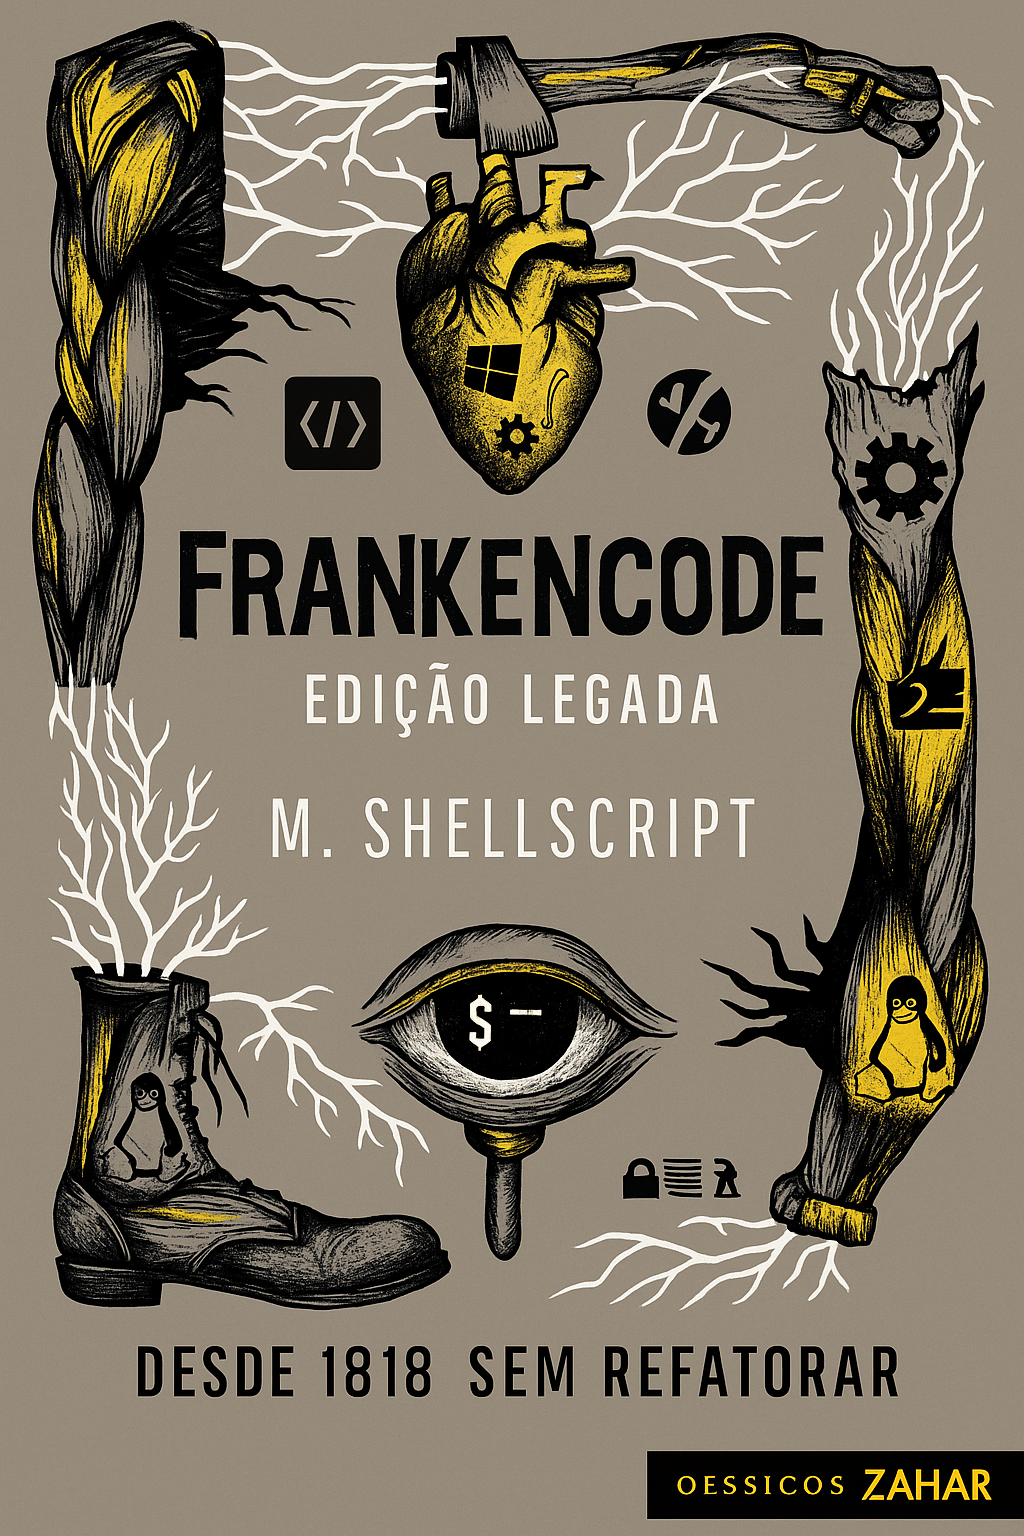 </>
FRANKENCODE
EDIÇÃO LEGADA
M. SHELLSCRIPT
$ –
DESDE 1818 SEM REFATORAR
OESSICOS ZAHAR